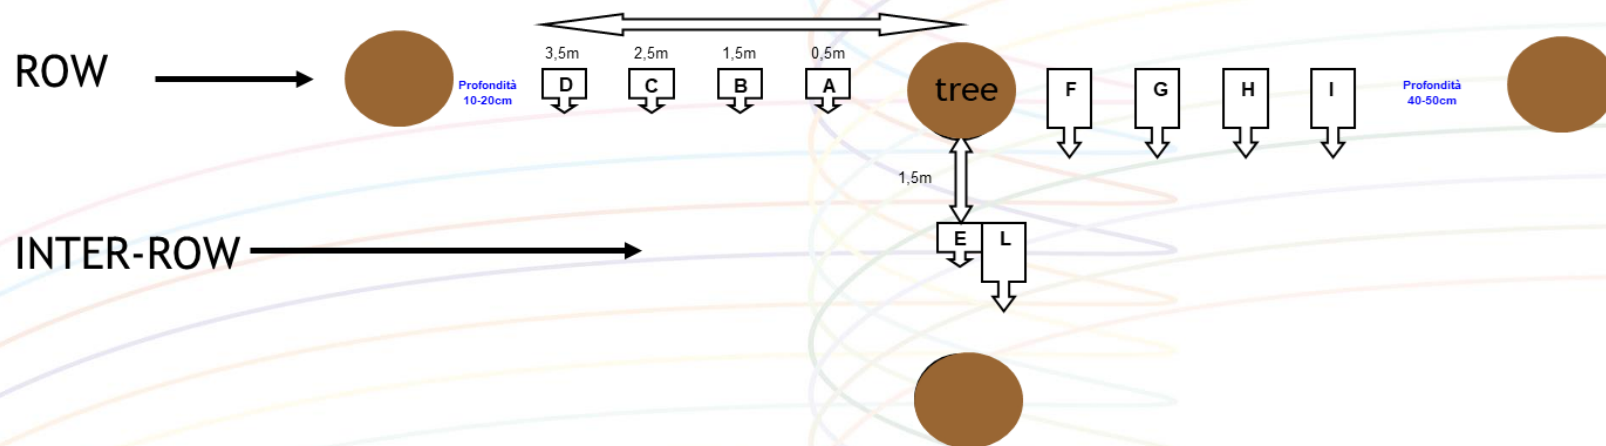 3,5m 2,5m 1,5m 0,5m
ROW
Profondità
10-20cm
D C B A tree F G H I
Profondità
40-50cm
1,5m
INTER-ROW
E L